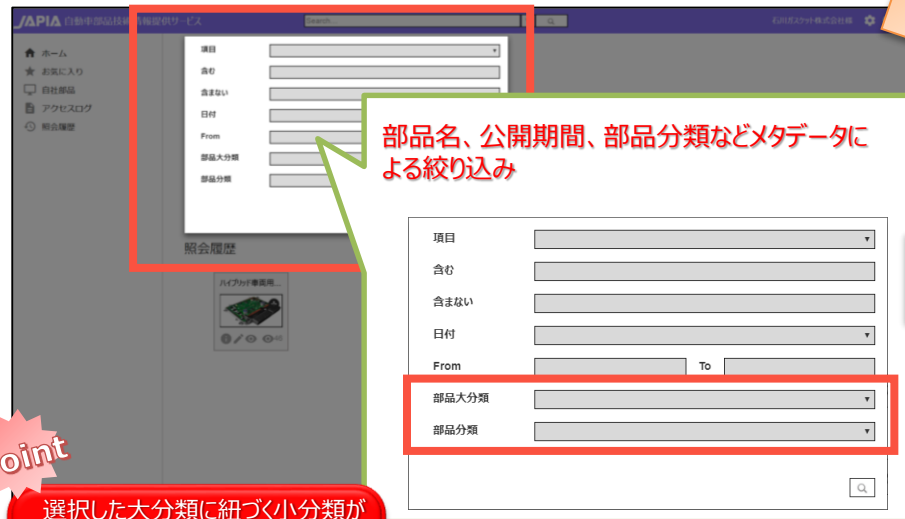 JAPIA 自動車部品技術情報提供サービス
Search ...
ホーム
お気に入り
自社部品
アクセスログ
照会履歴
項目
含む
含まない
日付
From
部品大分類
部品分類
照会履歴
ハイブリッド車両用...
部品名、公開期間、部品分類などメタデータに
よる絞り込み
項目
含む
含まない
日付
From To
部品大分類
部品分類
oint
選択した大分類に紐づく小分類が